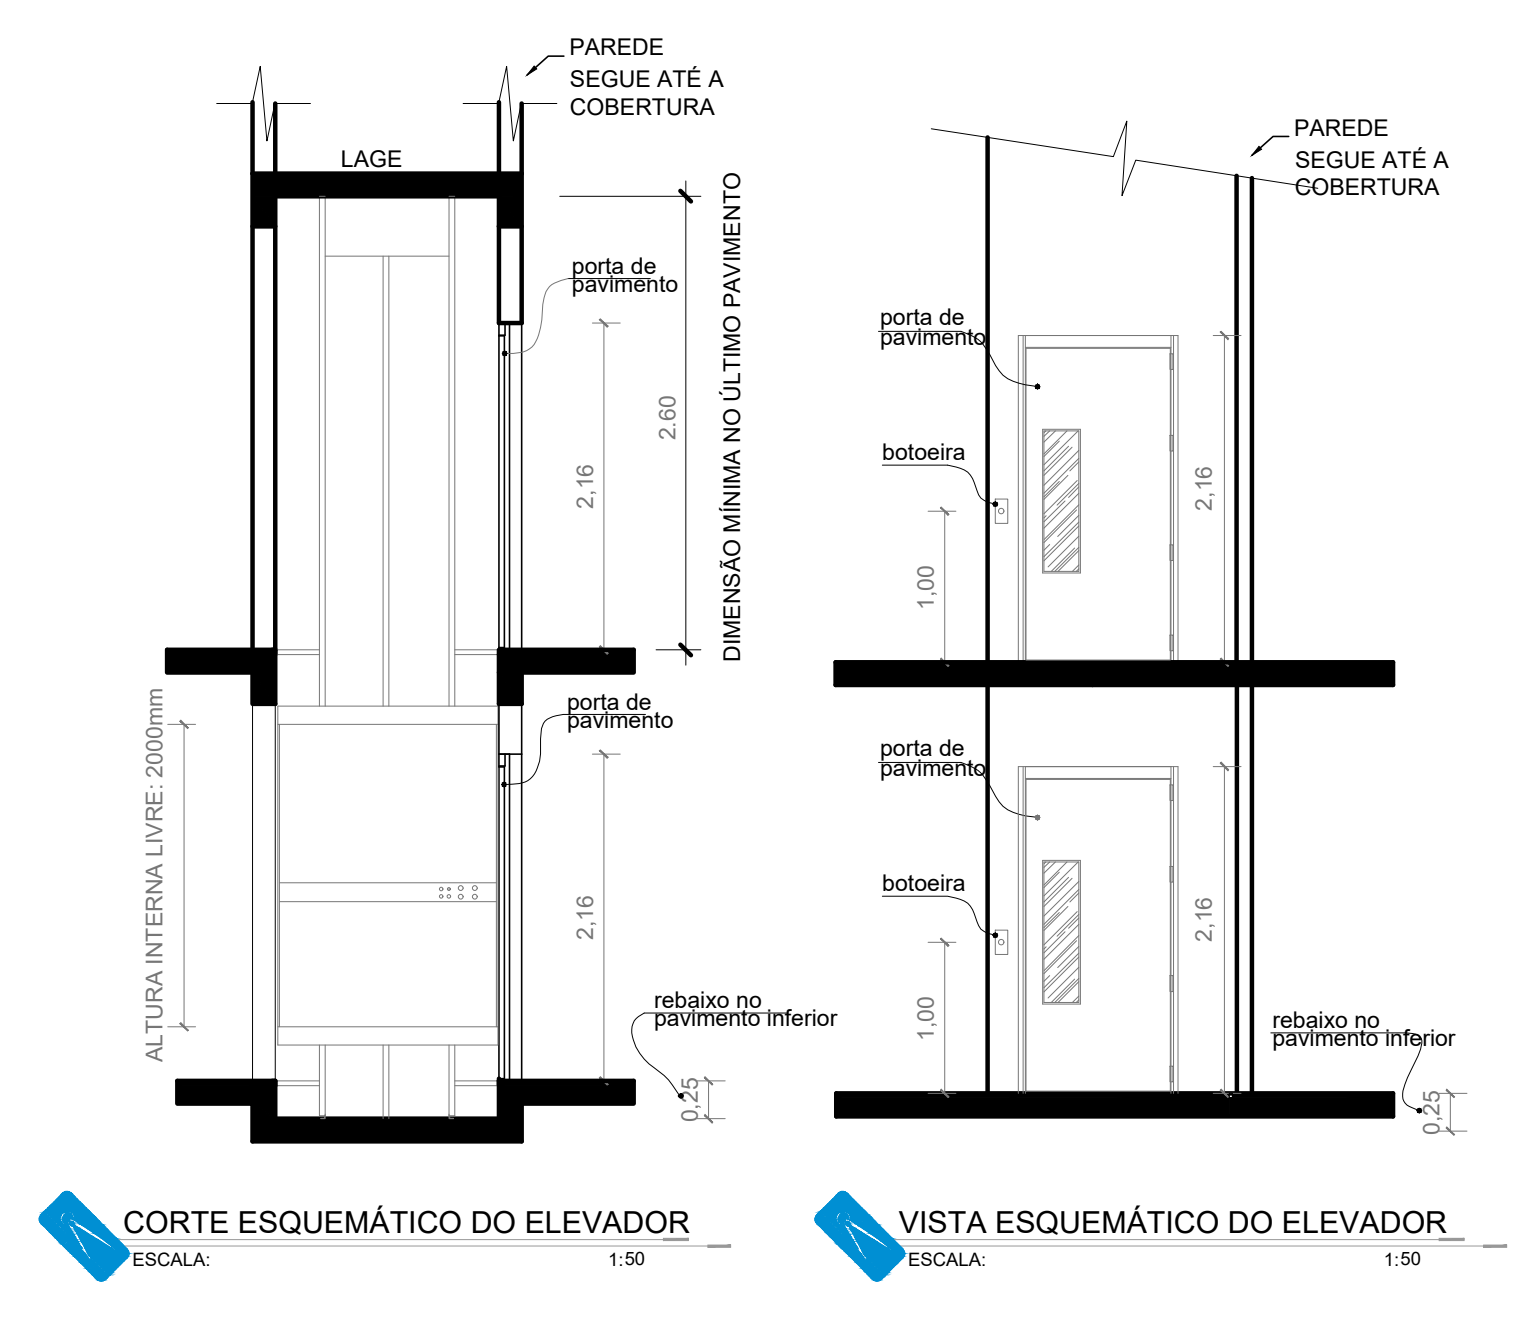 PAREDE
SEGUE ATÉ A
COBERTURA
LAGE
porta de
pavimento
2,16
2.60
DIMENSÃO MÍNIMA NO ÚLTIMO PAVIMENTO
porta de
pavimento
ALTURA INTERNA LIVRE: 2000mm
2,16
rebaixo no
pavimento inferior
0,25
CORTE ESQUEMÁTICO DO ELEVADOR
ESCALA: 1:50
PAREDE
SEGUE ATÉ A
COBERTURA
porta de
pavimento
botoeira
2,16
1,00
porta de
pavimento
botoeira
2,16
1,00
rebaixo no
pavimento inferior
0,25
VISTA ESQUEMÁTICO DO ELEVADOR
ESCALA: 1:50